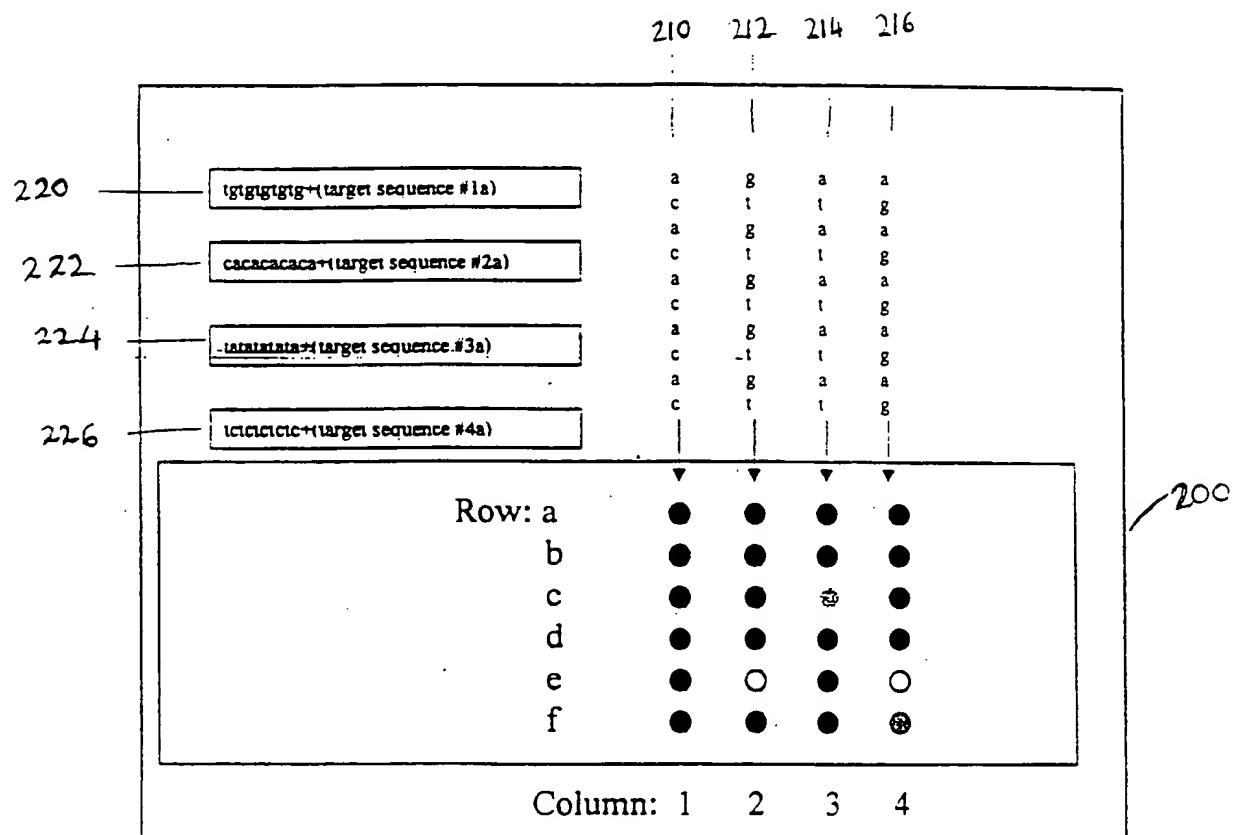 210 212 214 216
220 tgtgtgtgtg+(target sequence #1a)
222 cacacacaca+(target sequence #2a)
224 tatatatata+(target sequence #3a)
226 tctctctctc+(target sequence #4a)
a g a a
c t t g
a g a a
c t t g
a g a a
c t t g
a g a a
c t t g
a g a a
c t t g
200
Row: a
b
c
d
e
f
Column: 1 2 3 4